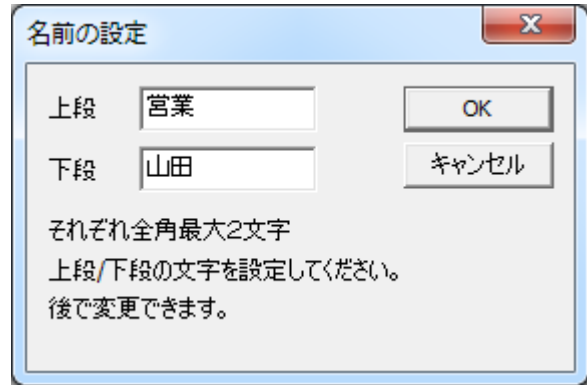 名前の設定
上段 営業 OK
下段 山田 キャンセル
それぞれ全角最大2文字
上段/下段の文字を設定してください。
後で変更できます。